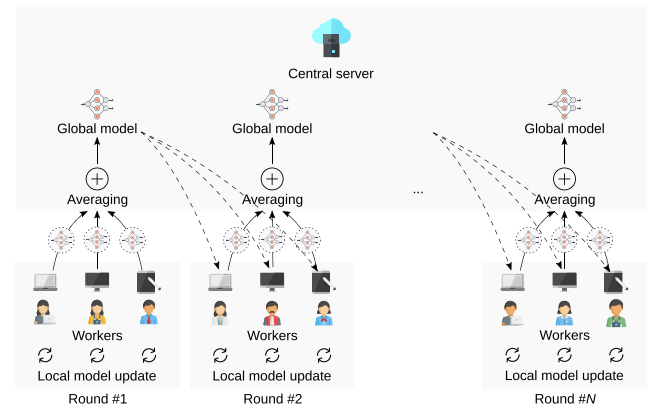 Central server
Global model
Global model
Global model
Averaging
Averaging
...
Averaging
Workers
Workers
Workers
Local model update
Local model update
Local model update
Round #1
Round #2
Round #N